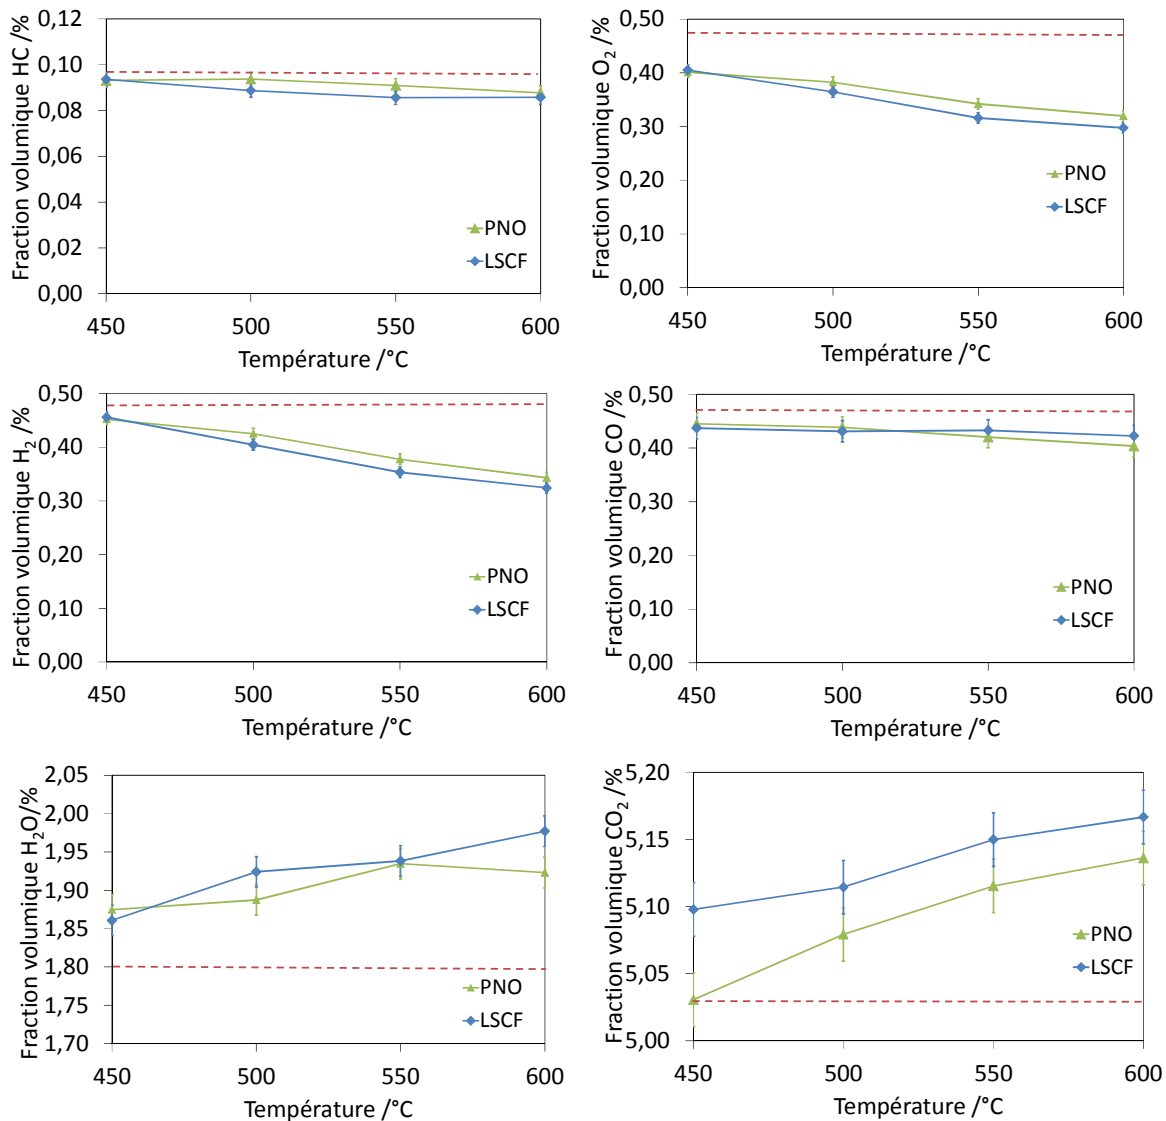 Fraction volumique HC /%
0,12
0,10
0,08
0,06
0,04
0,02
0,00
450
500
550
600
Température /°C
PNO
LSCF
Fraction volumique O2 /%
0,50
0,40
0,30
0,20
0,10
0,00
450
500
550
600
Température /°C
PNO
LSCF
Fraction volumique H2 /%
0,50
0,40
0,30
0,20
0,10
0,00
450
500
550
600
Température /°C
PNO
LSCF
Fraction volumique CO /%
0,50
0,40
0,30
0,20
0,10
0,00
450
500
550
600
Température /°C
PNO
LSCF
Fraction volumique H2O/%
2,05
2,00
1,95
1,90
1,85
1,80
1,75
1,70
450
500
550
600
Température /°C
PNO
LSCF
Fraction volumique CO2 /%
5,20
5,15
5,10
5,05
5,00
450
500
550
600
Température /°C
PNO
LSCF